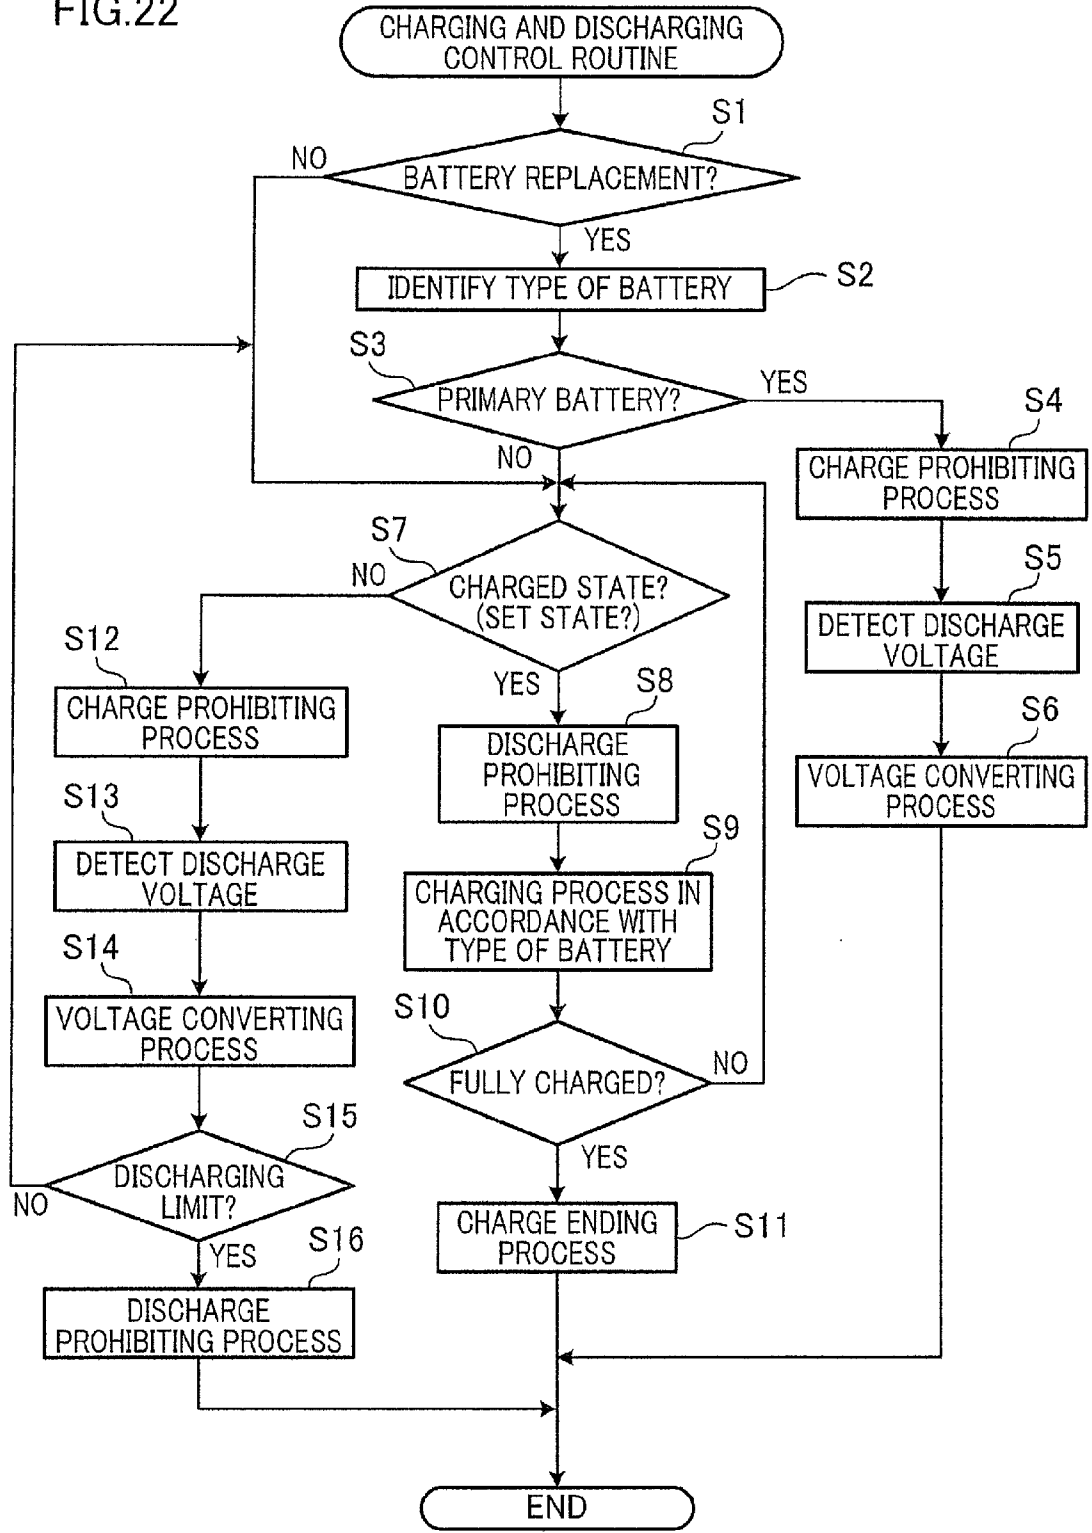 FIG.22
CHARGING AND DISCHARGING
CONTROL ROUTINE
S1
NO
BATTERY REPLACEMENT?
YES
IDENTIFY TYPE OF BATTERY
S2
S3
PRIMARY BATTERY?
YES
NO
S4
CHARGE PROHIBITING
PROCESS
S5
DETECT DISCHARGE
VOLTAGE
S6
VOLTAGE CONVERTING
PROCESS
S7
NO
CHARGED STATE?
(SET STATE?)
YES
S8
DISCHARGE
PROHIBITING
PROCESS
S9
CHARGING PROCESS IN
ACCORDANCE WITH
TYPE OF BATTERY
S10
FULLY CHARGED?
NO
YES
CHARGE ENDING
PROCESS
S11
S12
CHARGE PROHIBITING
PROCESS
S13
DETECT DISCHARGE
VOLTAGE
S14
VOLTAGE CONVERTING
PROCESS
S15
DISCHARGING
LIMIT?
NO
YES
S16
DISCHARGE
PROHIBITING PROCESS
END